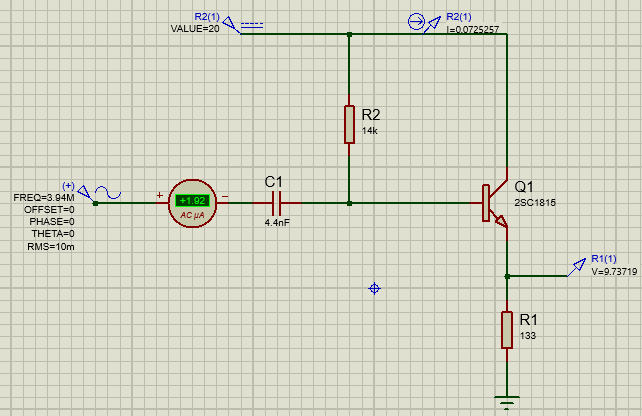 R2(1)
VALUE=20
R2(1)
I=0.0725257
R2
14k
(+)
FREQ=3.94M
OFFSET=0
PHASE=0
THETA=0
RMS=10m
+
+1.92
AC µA
−
C1
4.4nF
Q1
2SC1815
R1(1)
V=9.73719
R1
133